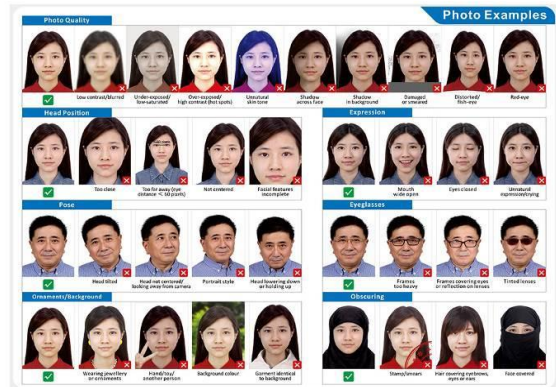 Photo Examples
Photo Quality
Low contrast/blurred
Under-exposed/
low-saturated
Over-exposed/
high contrast (hot spots)
Unnatural
skin tone
Shadow
across face
Shadow
in background
Damaged
or smeared
Distorted/
fish-eye
Red-eye
Head Position
Too close
Too far away (eye
distance < 60 pixels)
Not centered
Facial features
incomplete
Expression
Mouth
wide open
Eyes closed
Unnatural
expression/crying
Pose
Head tilted
Head not centered/
looking away from camera
Portrait style
Head lowering down
or holding up
Eyeglasses
Frames
too heavy
Frames covering eyes
or reflection on lenses
Tinted lenses
Ornaments/Background
Wearing jewellery
or ornaments
Hand/toy/
another person
Background colour
Garment identical
to background
Obscuring
Stamp/smears
Hair covering eyebrows,
eyes or ears
Face covered